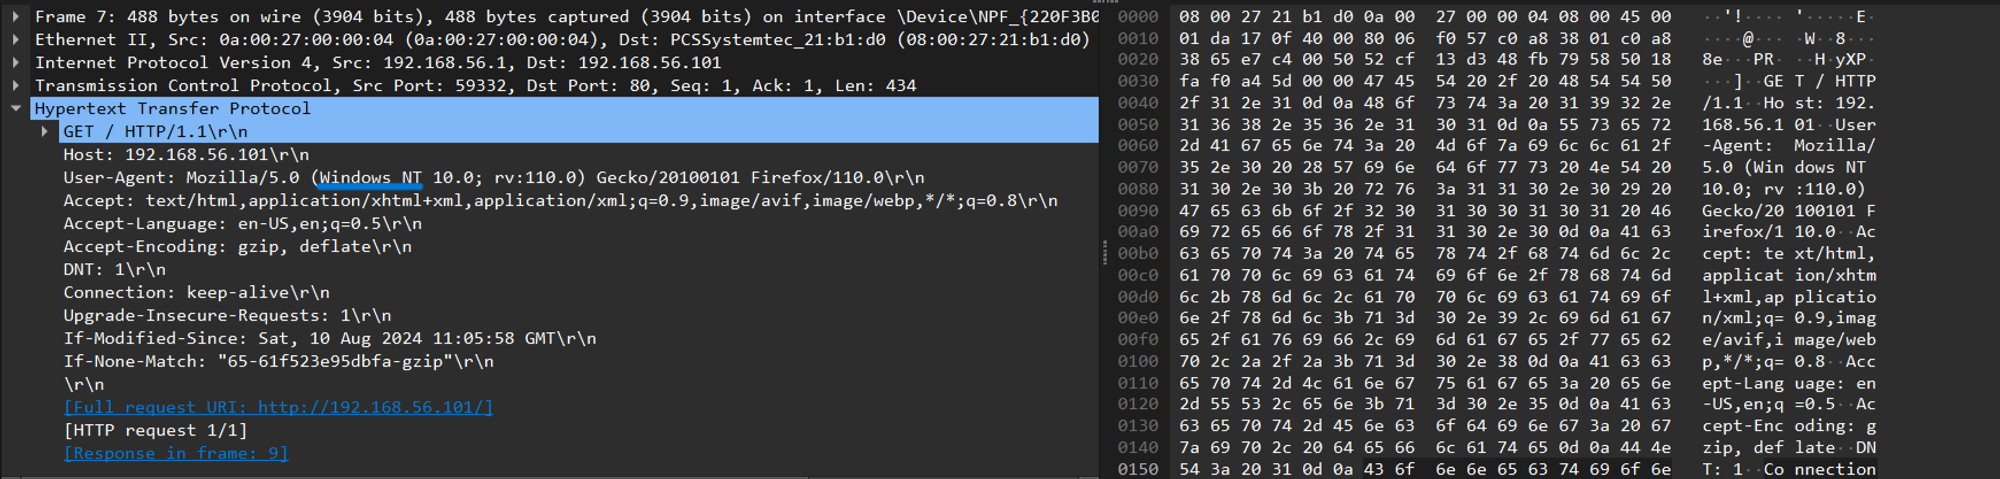 Frame 7: 488 bytes on wire (3904 bits), 488 bytes captured (3904 bits) on interface \Device\NPF_{220F3B0
Ethernet II, Src: 0a:00:27:00:00:04 (0a:00:27:00:00:04), Dst: PCSSystemtec_21:b1:d0 (08:00:27:21:b1:d0)
Internet Protocol Version 4, Src: 192.168.56.1, Dst: 192.168.56.101
Transmission Control Protocol, Src Port: 59332, Dst Port: 80, Seq: 1, Ack: 1, Len: 434
Hypertext Transfer Protocol
GET / HTTP/1.1\r\n
Host: 192.168.56.101\r\n
User-Agent: Mozilla/5.0 (Windows NT 10.0; rv:110.0) Gecko/20100101 Firefox/110.0\r\n
Accept: text/html,application/xhtml+xml,application/xml;q=0.9,image/avif,image/webp,*/*;q=0.8\r\n
Accept-Language: en-US,en;q=0.5\r\n
Accept-Encoding: gzip, deflate\r\n
DNT: 1\r\n
Connection: keep-alive\r\n
Upgrade-Insecure-Requests: 1\r\n
If-Modified-Since: Sat, 10 Aug 2024 11:05:58 GMT\r\n
If-None-Match: "65-61f523e95dbfa-gzip"\r\n
\r\n
[Full request URI: http://192.168.56.101/]
[HTTP request 1/1]
[Response in frame: 9]
0000 08 00 27 21 b1 d0 0a 00 27 00 00 04 08 00 45 00 ··'!···· '·····E·
0010 01 da 17 0f 40 00 80 06 f0 57 c0 a8 38 01 c0 a8 ····@··· ·W··8···
0020 38 65 e7 c4 00 50 52 cf 13 d3 48 fb 79 58 50 18 8e···PR· ··H·yXP·
0030 fa f0 a4 5d 00 00 47 45 54 20 2f 20 48 54 54 50 ···]··GE T / HTTP
0040 2f 31 2e 31 0d 0a 48 6f 73 74 3a 20 31 39 32 2e /1.1··Ho st: 192.
0050 31 36 38 2e 35 36 2e 31 30 31 0d 0a 55 73 65 72 168.56.1 01··User
0060 2d 41 67 65 6e 74 3a 20 4d 6f 7a 69 6c 6c 61 2f -Agent:  Mozilla/
0070 35 2e 30 20 28 57 69 6e 64 6f 77 73 20 4e 54 20 5.0 (Win dows NT
0080 31 30 2e 30 3b 20 72 76 3a 31 31 30 2e 30 29 20 10.0; rv :110.0)
0090 47 65 63 6b 6f 2f 32 30 31 30 30 31 30 31 20 46 Gecko/20 100101 F
00a0 69 72 65 66 6f 78 2f 31 31 30 2e 30 0d 0a 41 63 irefox/1 10.0··Ac
00b0 63 65 70 74 3a 20 74 65 78 74 2f 68 74 6d 6c 2c cept: te xt/html,
00c0 61 70 70 6c 69 63 61 74 69 6f 6e 2f 78 68 74 6d applicat ion/xhtm
00d0 6c 2b 78 6d 6c 2c 61 70 70 6c 69 63 61 74 69 6f l+xml,ap plicatio
00e0 6e 2f 78 6d 6c 3b 71 3d 30 2e 39 2c 69 6d 61 67 n/xml;q= 0.9,imag
00f0 65 2f 61 76 69 66 2c 69 6d 61 67 65 2f 77 65 62 e/avif,i mage/web
0100 70 2c 2a 2f 2a 3b 71 3d 30 2e 38 0d 0a 41 63 63 p,*/*;q= 0.8··Acc
0110 65 70 74 2d 4c 61 6e 67 75 61 67 65 3a 20 65 6e ept-Lang uage: en
0120 2d 55 53 2c 65 6e 3b 71 3d 30 2e 35 0d 0a 41 63 -US,en;q =0.5··Ac
0130 63 65 70 74 2d 45 6e 63 6f 64 69 6e 67 3a 20 67 cept-Enc oding: g
0140 7a 69 70 2c 20 64 65 66 6c 61 74 65 0d 0a 44 4e zip, def late··DN
0150 54 3a 20 31 0d 0a 43 6f 6e 6e 65 63 74 69 6f 6e T: 1··Co nnection